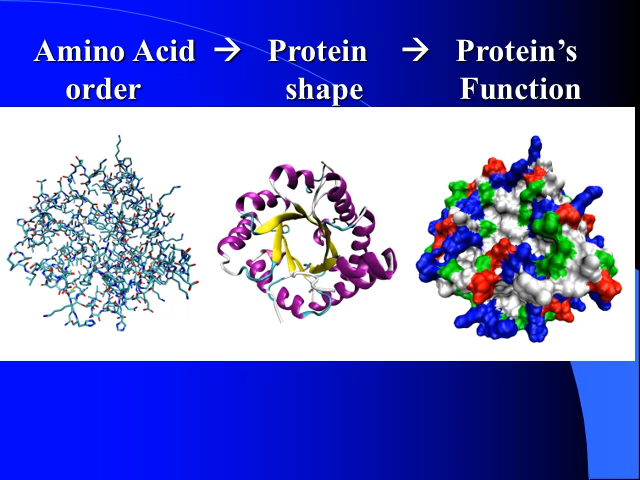 Amino Acid → Protein → Protein's
order shape Function